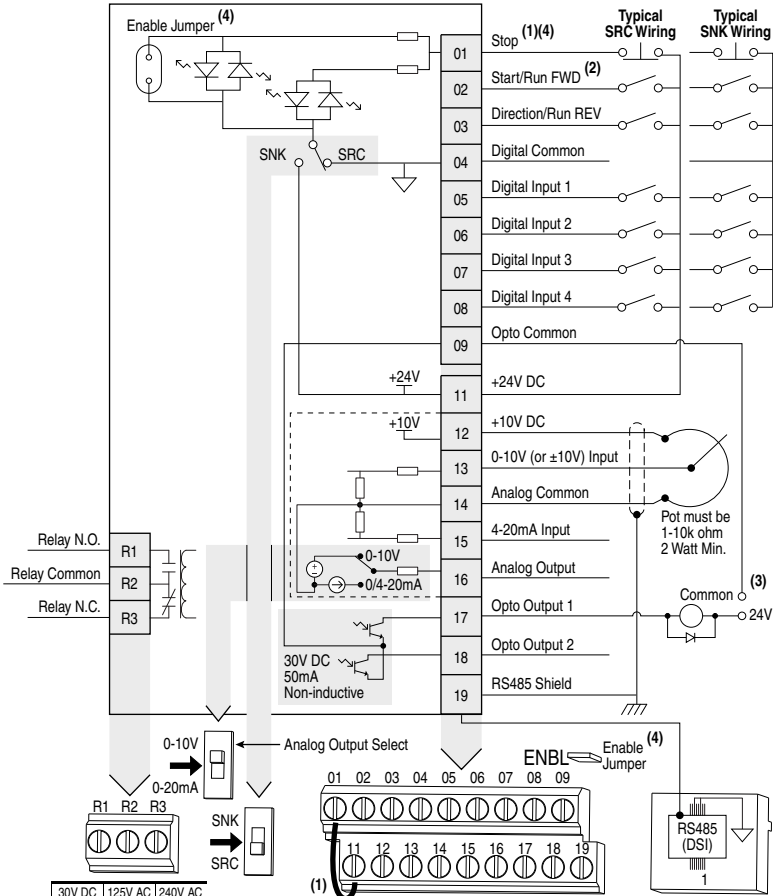 Enable Jumper (4)
Typical SRC Wiring
Typical SNK Wiring
01 Stop (1)(4)
02 Start/Run FWD (2)
03 Direction/Run REV
SNK SRC 04 Digital Common
05 Digital Input 1
06 Digital Input 2
07 Digital Input 3
08 Digital Input 4
09 Opto Common
+24V 11 +24V DC
+10V 12 +10V DC
13 0-10V (or ±10V) Input
14 Analog Common
Pot must be
1-10k ohm
2 Watt Min.
15 4-20mA Input
Relay N.O. R1
Relay Common R2
Relay N.C. R3
0-10V
0/4-20mA
16 Analog Output
Common (3)
24V
17 Opto Output 1
18 Opto Output 2
30V DC
50mA
Non-inductive
19 RS485 Shield
0-10V
0-20mA
Analog Output Select
ENBL Enable Jumper (4)
01 02 03 04 05 06 07 08 09
11 12 13 14 15 16 17 18 19
(1)
R1 R2 R3
SNK
SRC
RS485
(DSI)
1
30V DC 125V AC 240V AC